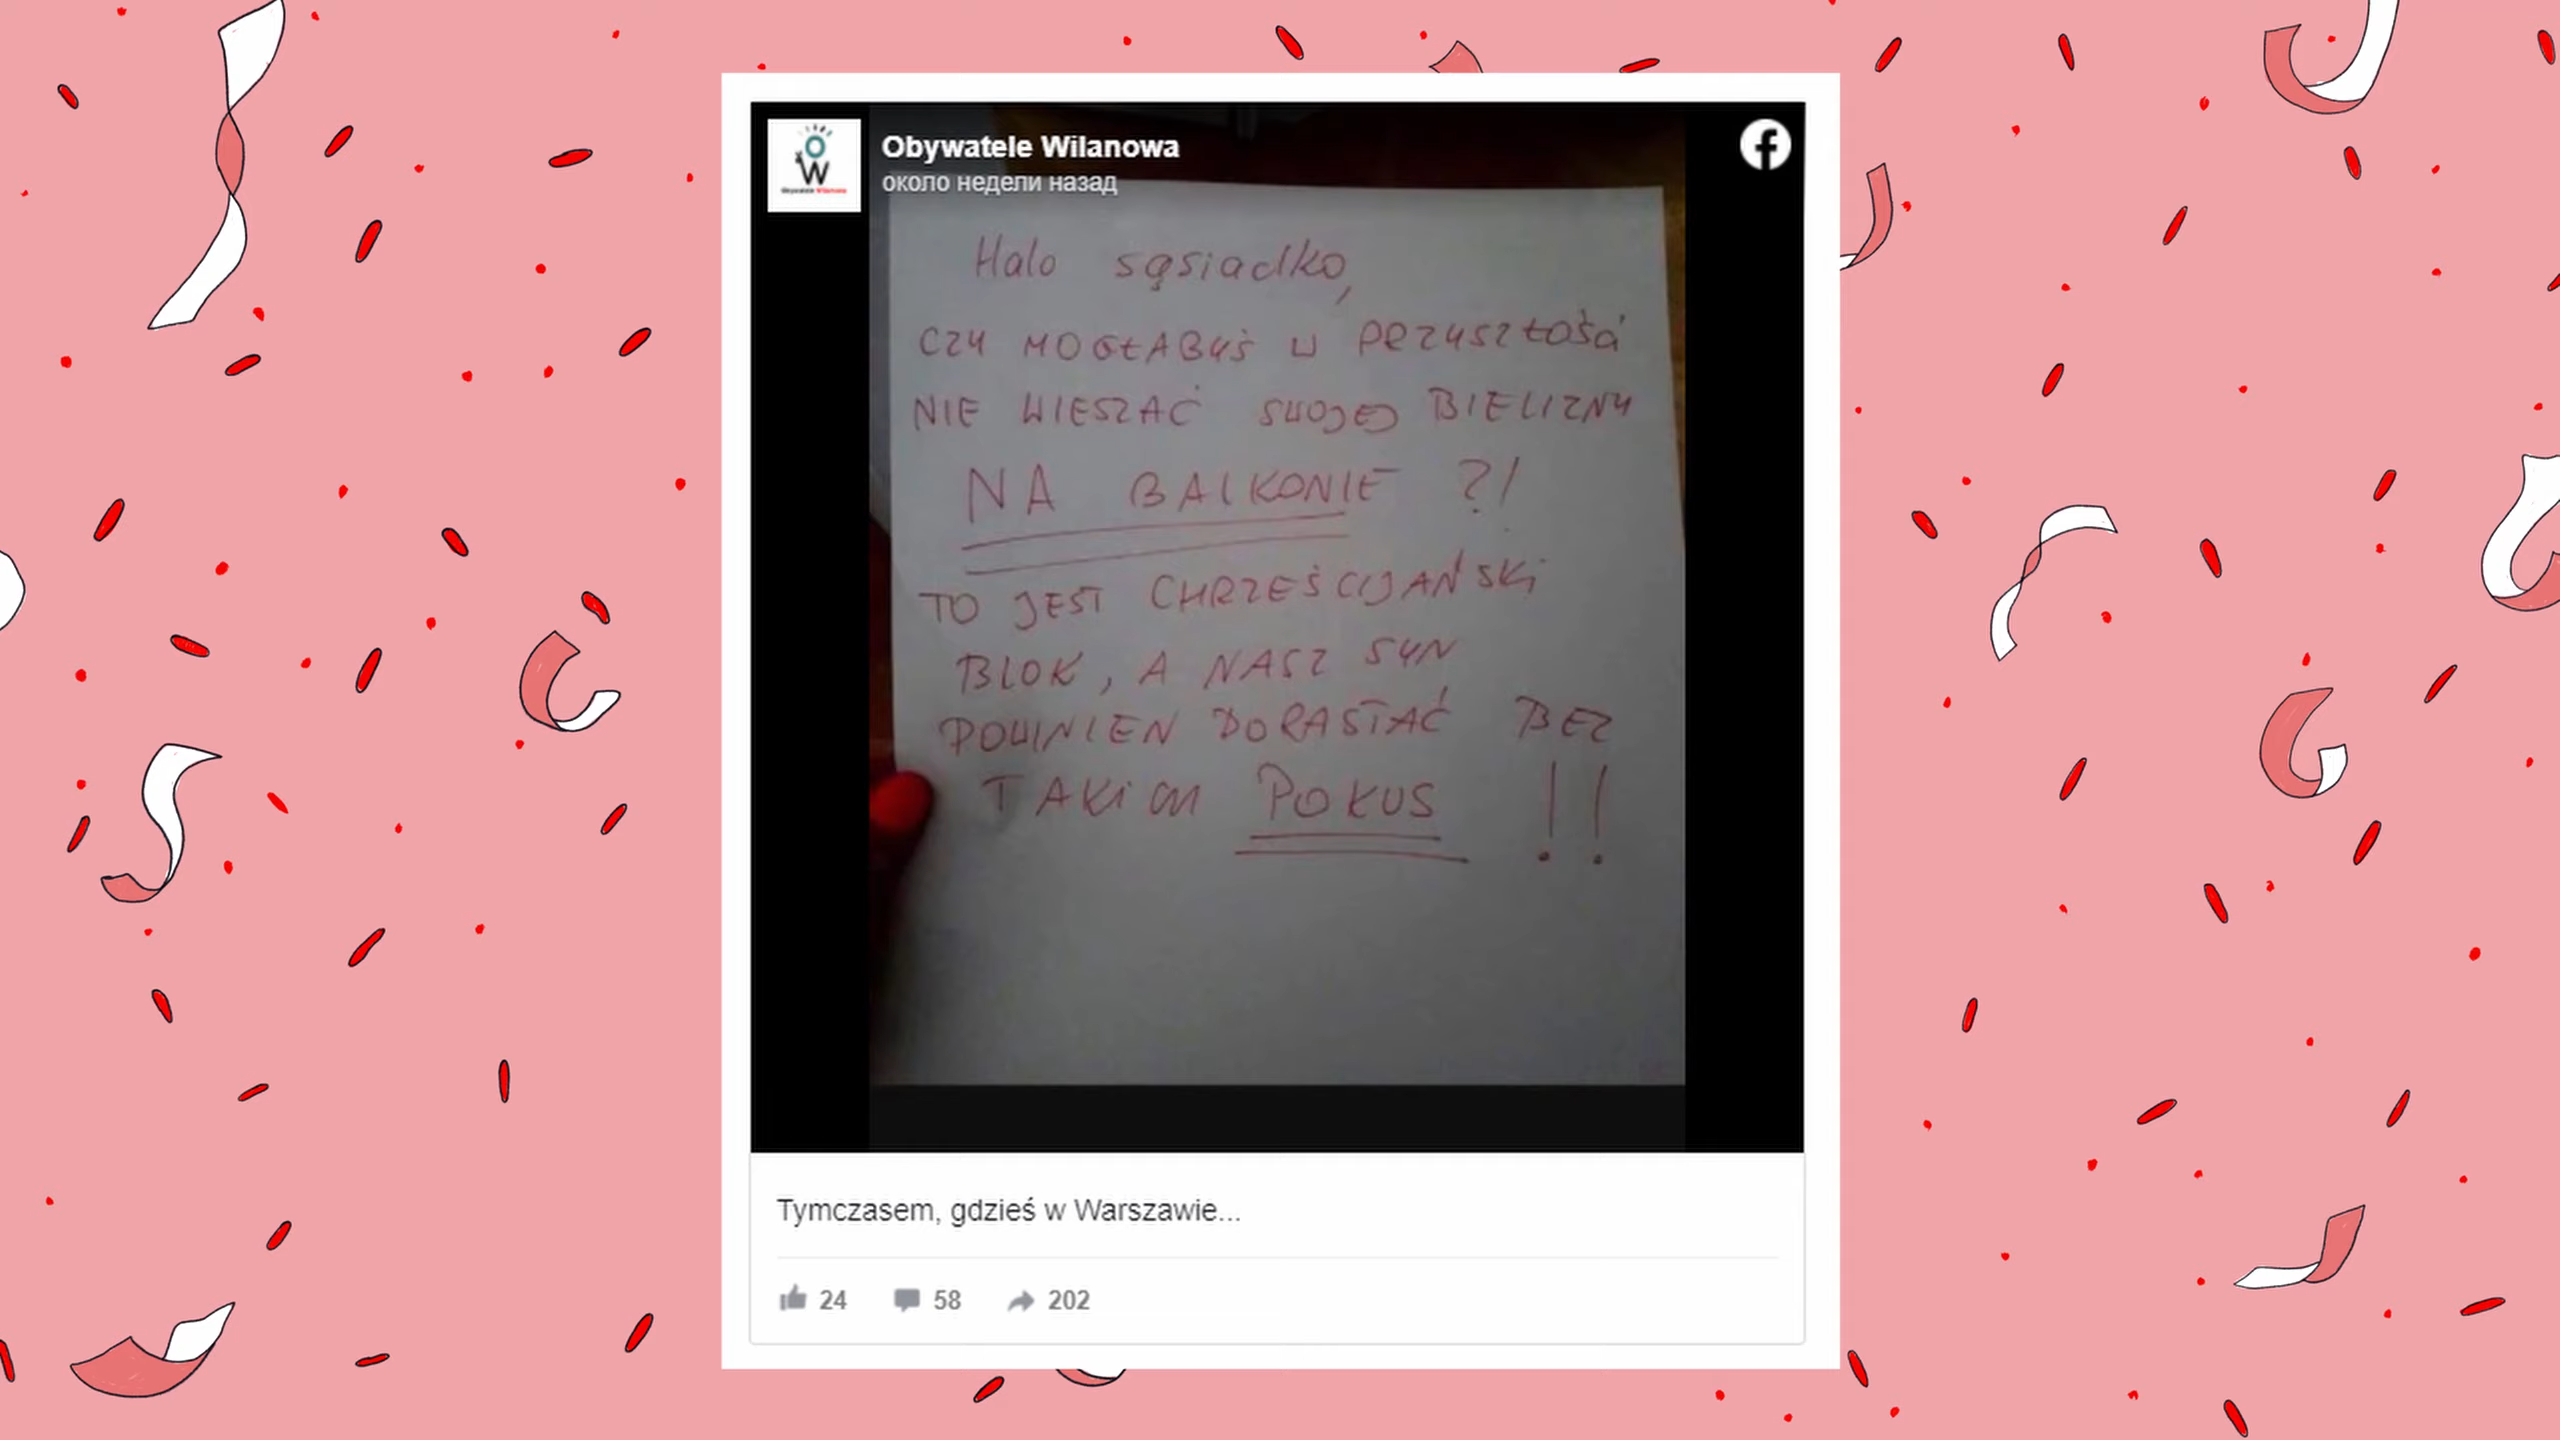 Obywatele Wilanowa
около недели назад
Halo sąsiadko,
CZY MOGŁABYŚ W PRZYSZŁOŚCI
NIE WIESZAĆ SWOJEJ BIELIZNY
NA BALKONIE ?!
TO JEST CHRZEŚCIJAŃSKI
BLOK, A NASZ SYN
POWINIEN DORASTAĆ BEZ
TAKICH POKUS !!
Tymczasem, gdzieś w Warszawie...
24 58 202